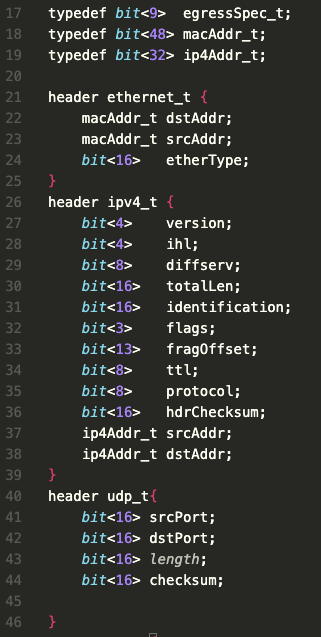 17 typedef bit<9>  egressSpec_t;
18 typedef bit<48> macAddr_t;
19 typedef bit<32> ip4Addr_t;
20
21 header ethernet_t {
22     macAddr_t dstAddr;
23     macAddr_t srcAddr;
24     bit<16>   etherType;
25 }
26 header ipv4_t {
27     bit<4>    version;
28     bit<4>    ihl;
29     bit<8>    diffserv;
30     bit<16>   totalLen;
31     bit<16>   identification;
32     bit<3>    flags;
33     bit<13>   fragOffset;
34     bit<8>    ttl;
35     bit<8>    protocol;
36     bit<16>   hdrChecksum;
37     ip4Addr_t srcAddr;
38     ip4Addr_t dstAddr;
39 }
40 header udp_t{
41     bit<16> srcPort;
42     bit<16> dstPort;
43     bit<16> length;
44     bit<16> checksum;
45
46 }